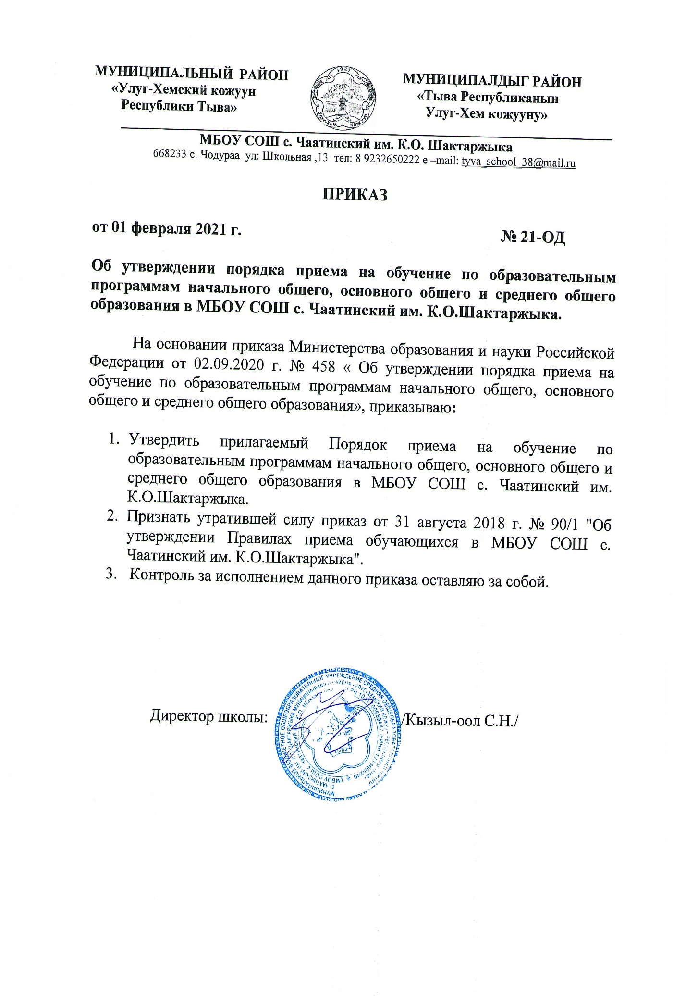 МУНИЦИПАЛЬНЫЙ РАЙОН
«Улуг-Хемский кожуун
Республики Тыва»
1923
УЛУГ-ХЕМ КОЖУУН
МУНИЦИПАЛДЫГ РАЙОН
«Тыва Республиканын
Улуг-Хем кожууну»
МБОУ СОШ с. Чаатинский им. К.О. Шактаржыка
668233 с. Чодураа ул: Школьная ,13 тел: 8 9232650222 е –mail: tyva_school_38@mail.ru
ПРИКАЗ
от 01 февраля 2021 г. № 21-ОД
Об утверждении порядка приема на обучение по образовательным
программам начального общего, основного общего и среднего общего
образования в МБОУ СОШ с. Чаатинский им. К.О.Шактаржыка.
На основании приказа Министерства образования и науки Российской
Федерации от 02.09.2020 г. № 458 « Об утверждении порядка приема на
обучение по образовательным программам начального общего, основного
общего и среднего общего образования», приказываю:
1. Утвердить прилагаемый Порядок приема на обучение по
образовательным программам начального общего, основного общего и
среднего общего образования в МБОУ СОШ с. Чаатинский им.
К.О.Шактаржыка.
2. Признать утратившей силу приказ от 31 августа 2018 г. № 90/1 "Об
утверждении Правилах приема обучающихся в МБОУ СОШ с.
Чаатинский им. К.О.Шактаржыка".
3. Контроль за исполнением данного приказа оставляю за собой.
Директор школы: /Кызыл-оол С.Н./
ТЫВА